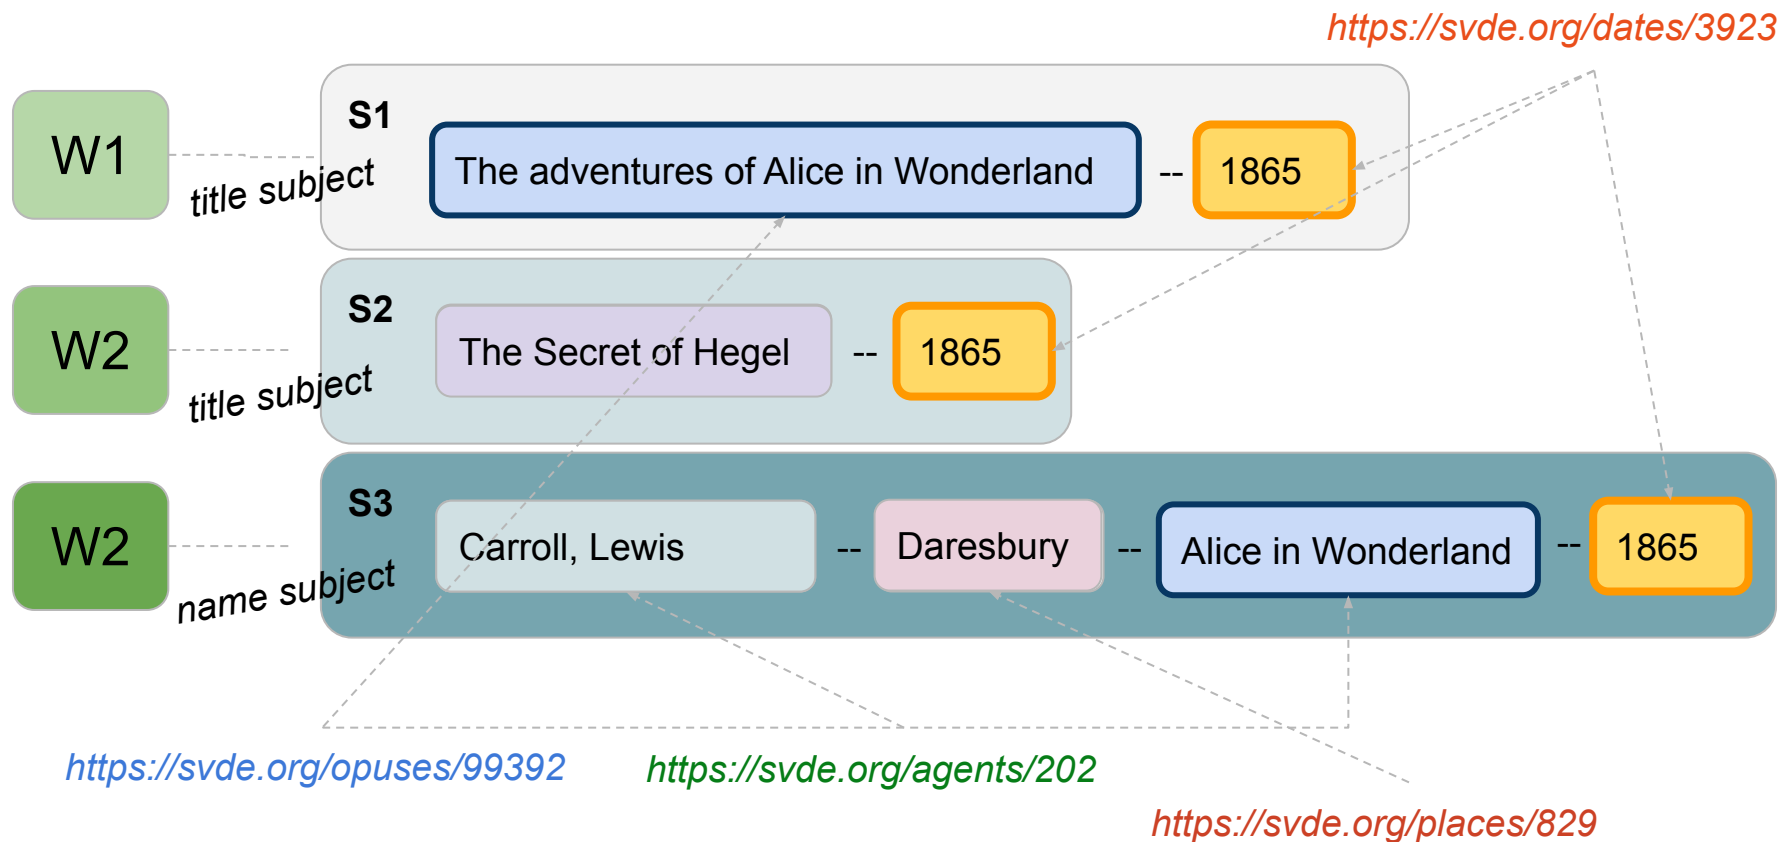 https://svde.org/dates/3923
W1
title subject
S1
The adventures of Alice in Wonderland -- 1865
W2
title subject
S2
The Secret of Hegel -- 1865
W2
name subject
S3
Carroll, Lewis -- Daresbury -- Alice in Wonderland -- 1865
https://svde.org/opuses/99392
https://svde.org/agents/202
https://svde.org/places/829